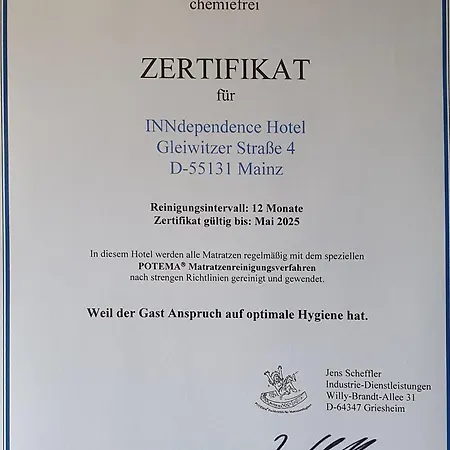 chemiefrei
ZERTIFIKAT
für
INNdependence Hotel
Gleiwitzer Straße 4
D-55131 Mainz
Reinigungsintervall: 12 Monate
Zertifikat gültig bis: Mai 2025
In diesem Hotel werden alle Matratzen regelmäßig mit dem speziellen
POTEMA® Matratzenreinigungsverfahren
nach strengen Richtlinien gereinigt und gewendet.
Weil der Gast Anspruch auf optimale Hygiene hat.
Jens Scheffler
Industrie-Dienstleistungen
Willy-Brandt-Allee 31
D-64347 Griesheim